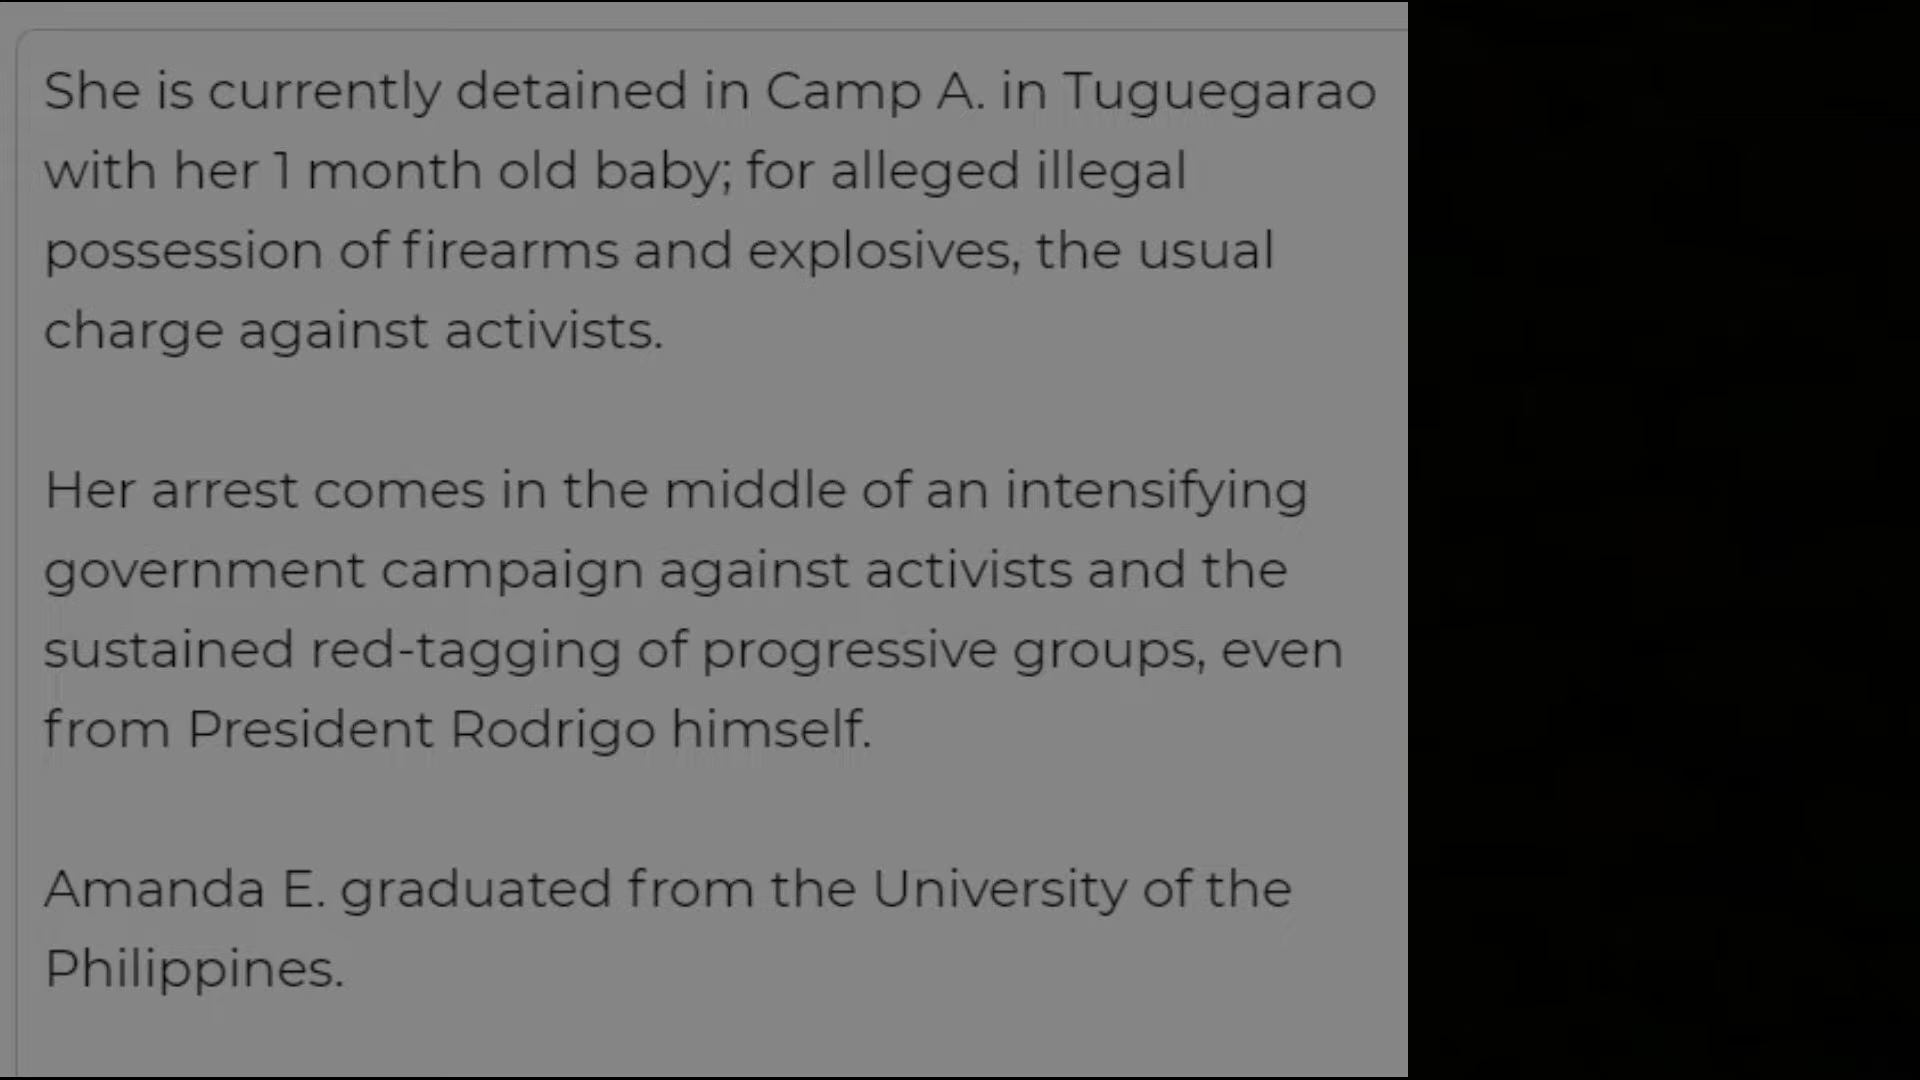 She is currently detained in Camp A. in Tuguegarao
with her 1 month old baby; for alleged illegal
possession of firearms and explosives, the usual
charge against activists.
Her arrest comes in the middle of an intensifying
government campaign against activists and the
sustained red-tagging of progressive groups, even
from President Rodrigo himself.
Amanda E. graduated from the University of the
Philippines.